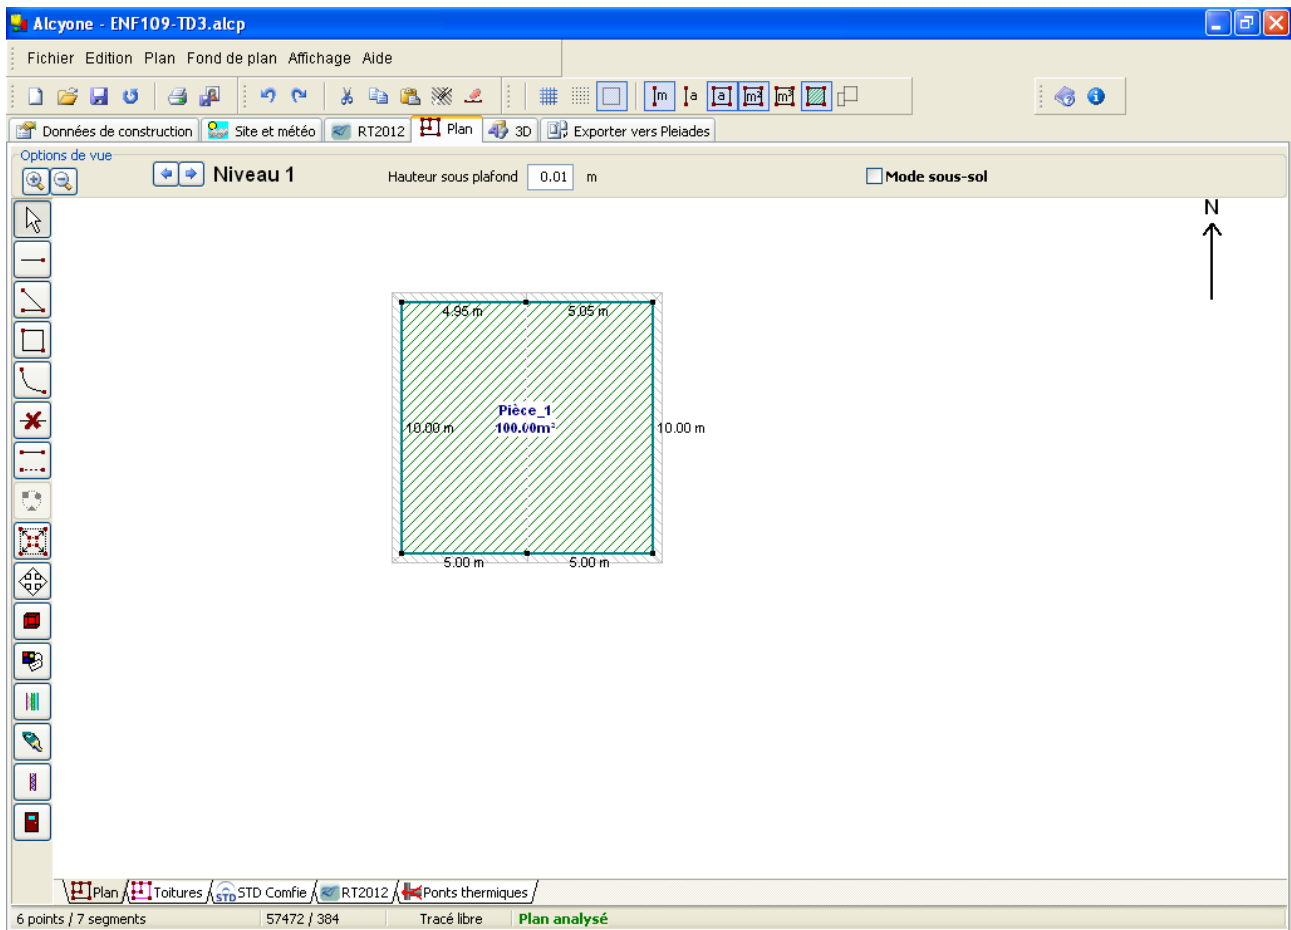 Alcyone - ENF109-TD3.alcp
Fichier Edition Plan Fond de plan Affichage Aide
m a a m² m³
Données de construction Site et météo RT2012 Plan 3D Exporter vers Pleiades
Options de vue
Niveau 1 Hauteur sous plafond 0.01 m Mode sous-sol
N
4.95 m 5.05 m
Pièce_1
10.00 m 100.00m² 10.00 m
5.00 m 5.00 m
Plan Toitures STD STD Comfie RT2012 Ponts thermiques
6 points / 7 segments 57472 / 384 Tracé libre Plan analysé